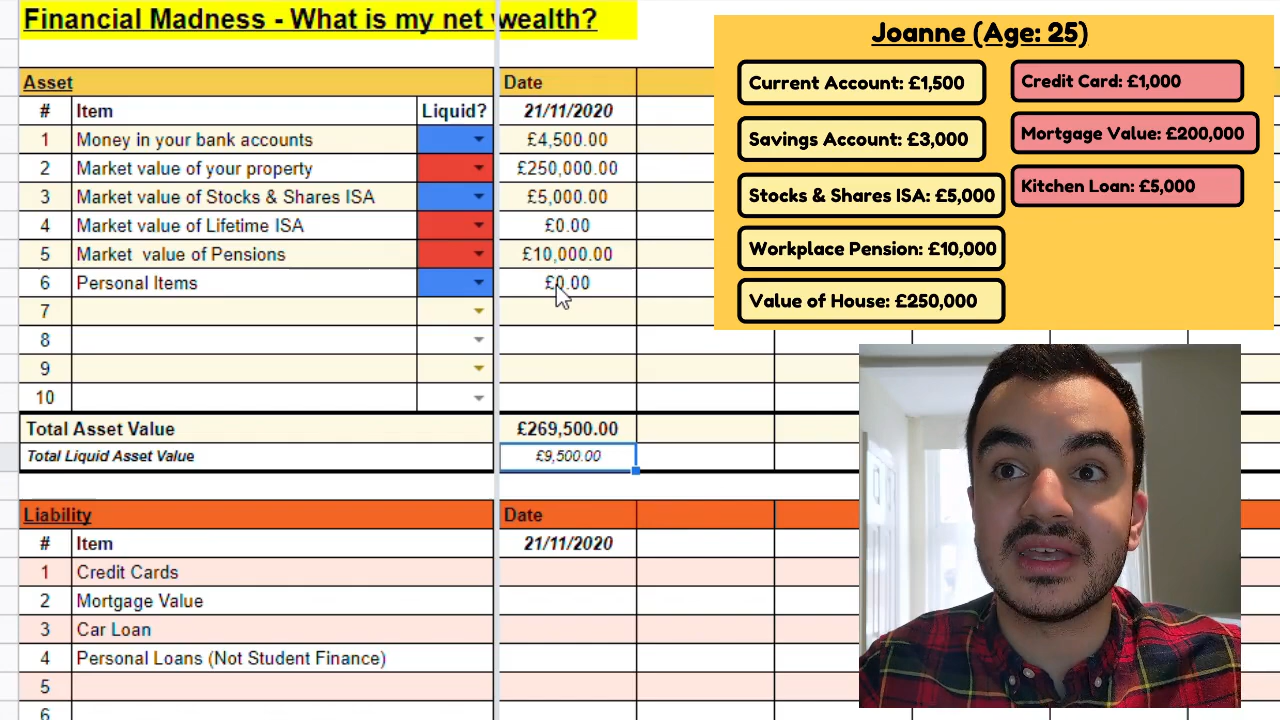 Financial Madness - What is my net wealth?
Asset Date
# Item Liquid? 21/11/2020
1 Money in your bank accounts £4,500.00
2 Market value of your property £250,000.00
3 Market value of Stocks & Shares ISA £5,000.00
4 Market value of Lifetime ISA £0.00
5 Market value of Pensions £10,000.00
6 Personal Items £0.00
7
8
9
10
Total Asset Value £269,500.00
Total Liquid Asset Value £9,500.00
Liability Date
# Item 21/11/2020
1 Credit Cards
2 Mortgage Value
3 Car Loan
4 Personal Loans (Not Student Finance)
5
6
Joanne (Age: 25)
Current Account: £1,500
Savings Account: £3,000
Stocks & Shares ISA: £5,000
Workplace Pension: £10,000
Value of House: £250,000
Credit Card: £1,000
Mortgage Value: £200,000
Kitchen Loan: £5,000